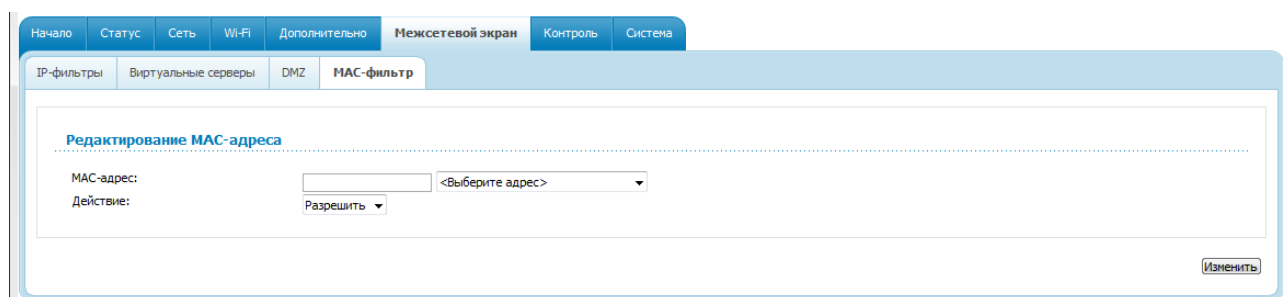 Начало Статус Сеть Wi-Fi Дополнительно Межсетевой экран Контроль Система
IP-фильтры Виртуальные серверы DMZ MAC-фильтр
Редактирование MAC-адреса
MAC-адрес: <Выберите адрес>
Действие: Разрешить
Изменить